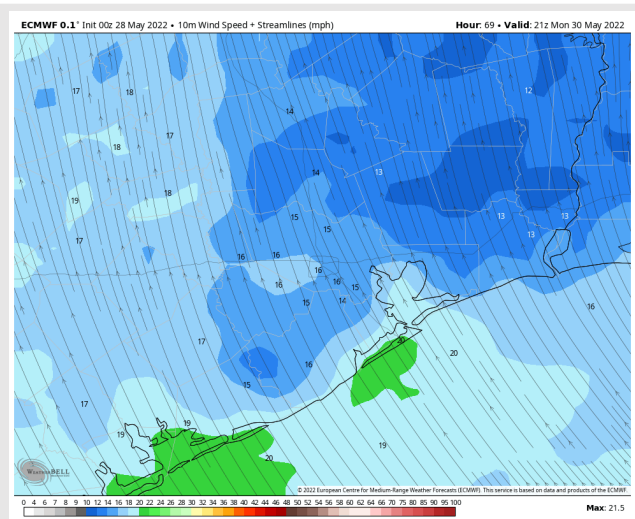 ECMWF 0.1° Init 00z 28 May 2022 • 10m Wind Speed + Streamlines (mph) Hour: 69 • Valid: 21z Mon 30 May 2022
17 18
12
14
17
18
14 13
18
19
15 13 13
15 13
17
16 16
16
16 16 15
15 14 16
17 20
20
16
15
17
19 19
19
20
WEATHERBELL
© 2022 European Centre for Medium-Range Weather Forecasts (ECMWF). This service is based on data and products of the ECMWF.
0 4 6 7 8 9 10 12 14 16 18 20 22 24 26 28 30 32 34 36 38 40 42 44 46 48 50 52 54 56 58 60 62 64 66 68 70 75 80 85 90 95 100 Max: 21.5